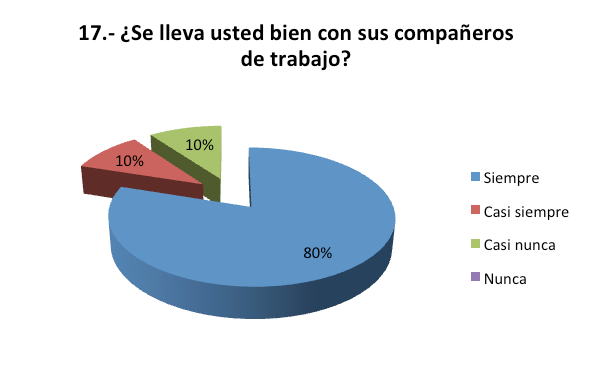 17.- ¿Se lleva usted bien con sus compañeros
de trabajo?
10%
10%
80%
Siempre
Casi siempre
Casi nunca
Nunca